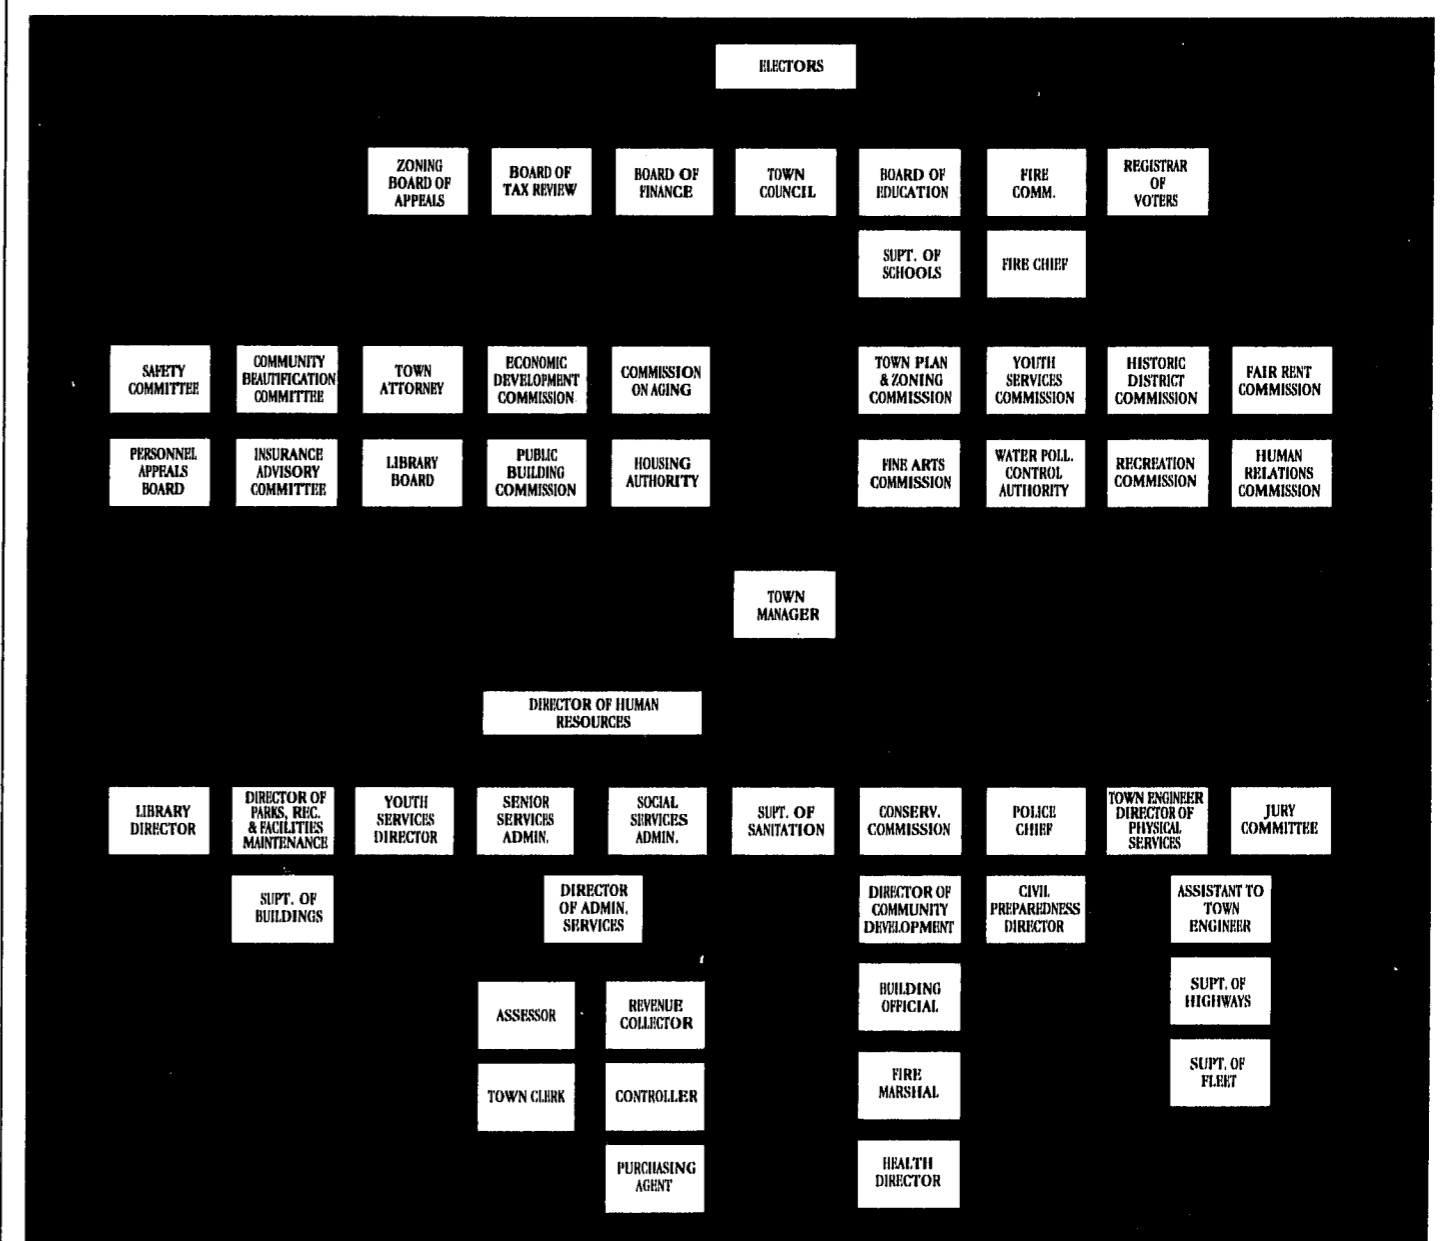 ELECTORS
ZONING
BOARD OF
APPEALS
BOARD OF
TAX REVIEW
BOARD OF
FINANCE
TOWN
COUNCIL
BOARD OF
EDUCATION
FIRE
COMM.
REGISTRAR
OF
VOTERS
SUPT. OF
SCHOOLS
FIRE CHIEF
SAFETY
COMMITTEE
COMMUNITY
BEAUTIFICATION
COMMITTEE
TOWN
ATTORNEY
ECONOMIC
DEVELOPMENT
COMMISSION
COMMISSION
ON AGING
TOWN PLAN
& ZONING
COMMISSION
YOUTH
SERVICES
COMMISSION
HISTORIC
DISTRICT
COMMISSION
FAIR RENT
COMMISSION
PERSONNEL
APPEALS
BOARD
INSURANCE
ADVISORY
COMMITTEE
LIBRARY
BOARD
PUBLIC
BUILDING
COMMISSION
HOUSING
AUTHORITY
FINE ARTS
COMMISSION
WATER POLL.
CONTROL
AUTHORITY
RECREATION
COMMISSION
HUMAN
RELATIONS
COMMISSION
TOWN
MANAGER
DIRECTOR OF HUMAN
RESOURCES
LIBRARY
DIRECTOR
DIRECTOR OF
PARKS, REC.
& FACILITIES
MAINTENANCE
YOUTH
SERVICES
DIRECTOR
SENIOR
SERVICES
ADMIN.
SOCIAL
SERVICES
ADMIN.
SUPT. OF
SANITATION
CONSERV.
COMMISSION
POLICE
CHIEF
TOWN ENGINEER
DIRECTOR OF
PHYSICAL
SERVICES
JURY
COMMITTEE
SUPT. OF
BUILDINGS
DIRECTOR
OF ADMIN.
SERVICES
DIRECTOR OF
COMMUNITY
DEVELOPMENT
CIVIL
PREPAREDNESS
DIRECTOR
ASSISTANT TO
TOWN
ENGINEER
ASSESSOR
REVENUE
COLLECTOR
BUILDING
OFFICIAL
SUPT. OF
HIGHWAYS
TOWN CLERK
CONTROLLER
FIRE
MARSHAL
SUPT. OF
FLEET
PURCHASING
AGENT
HEALTH
DIRECTOR